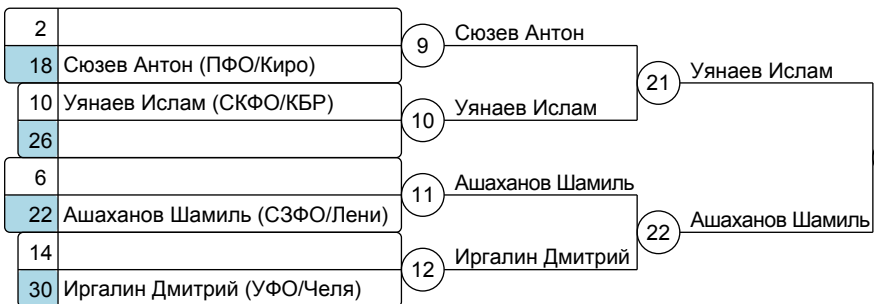 2
18 Сюзев Антон (ПФО/Киро)
10 Уянаев Ислам (СКФО/КБР)
26
6
22 Ашаханов Шамиль (СЗФО/Лени)
14
30 Иргалин Дмитрий (УФО/Челя)
9 Сюзев Антон
10 Уянаев Ислам
11 Ашаханов Шамиль
12 Иргалин Дмитрий
21 Уянаев Ислам
22 Ашаханов Шамиль